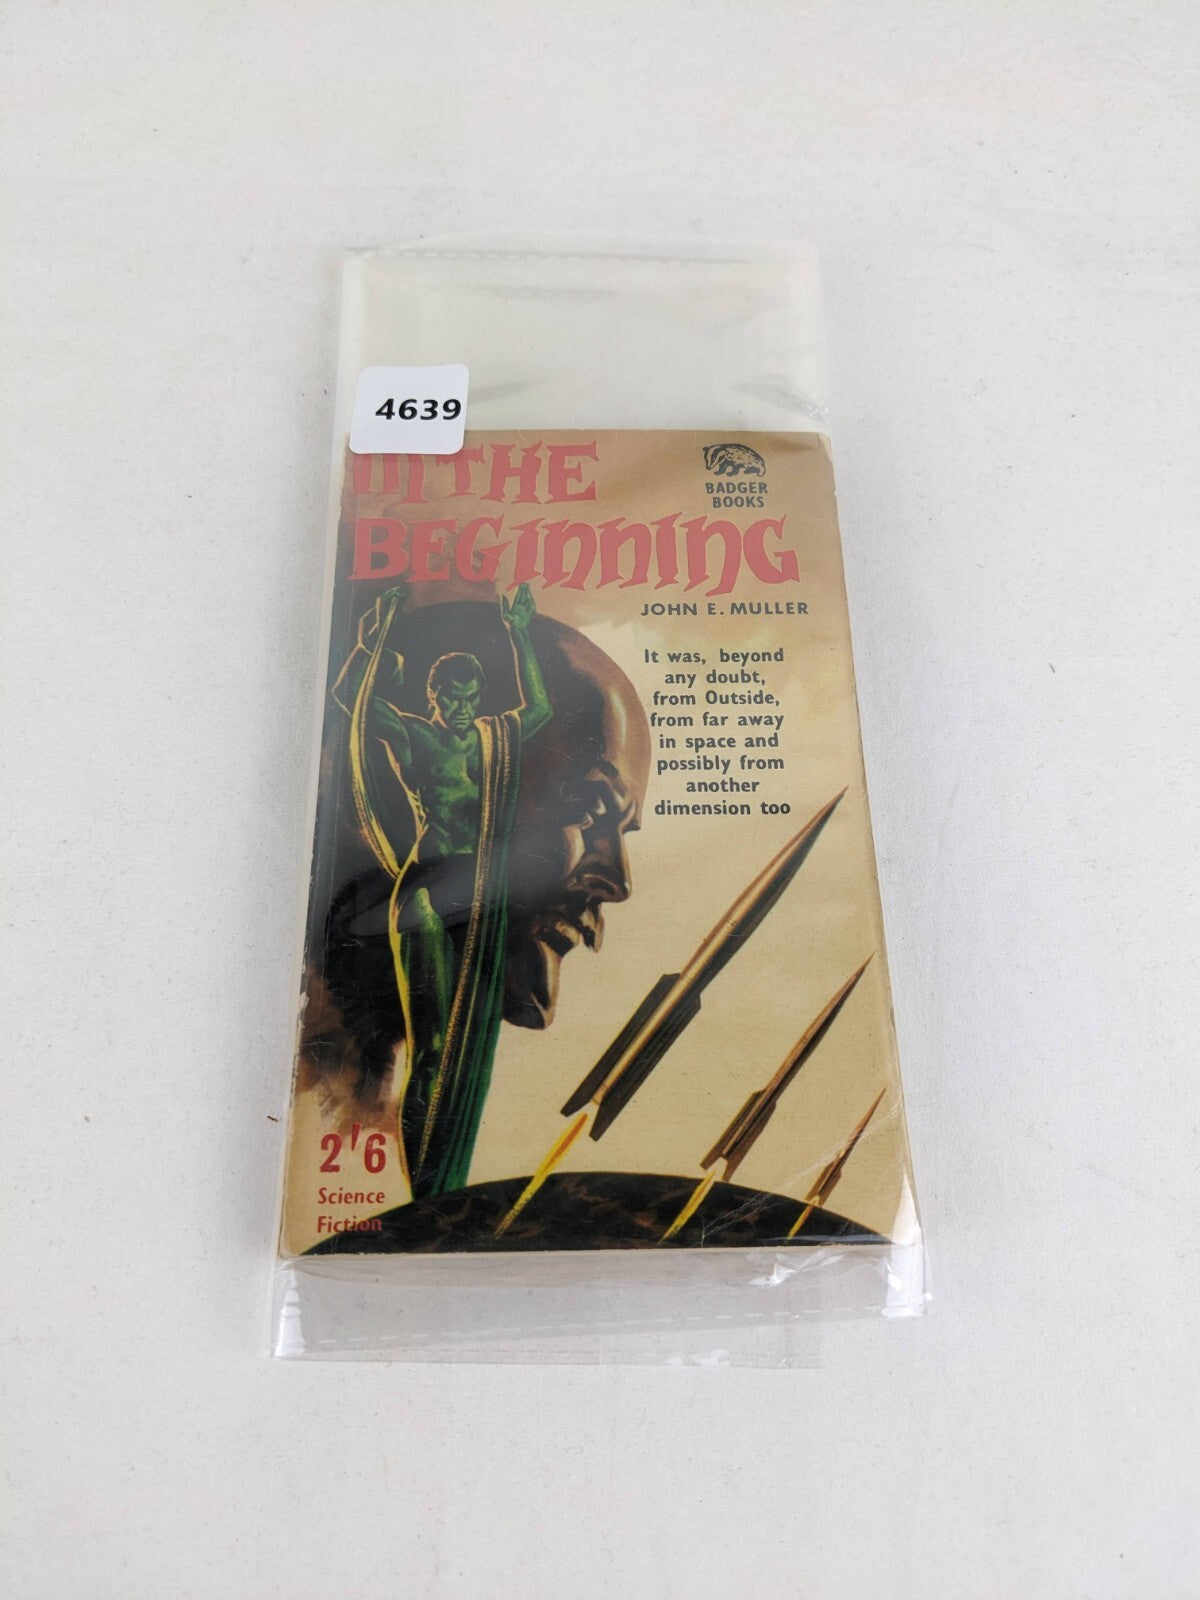 4639
IN THE
BEGINNING
BADGER
BOOKS
JOHN E. MULLER
It was, beyond
any doubt,
from Outside,
from far away
in space and
possibly from
another
dimension too
2'6
Science
Fiction